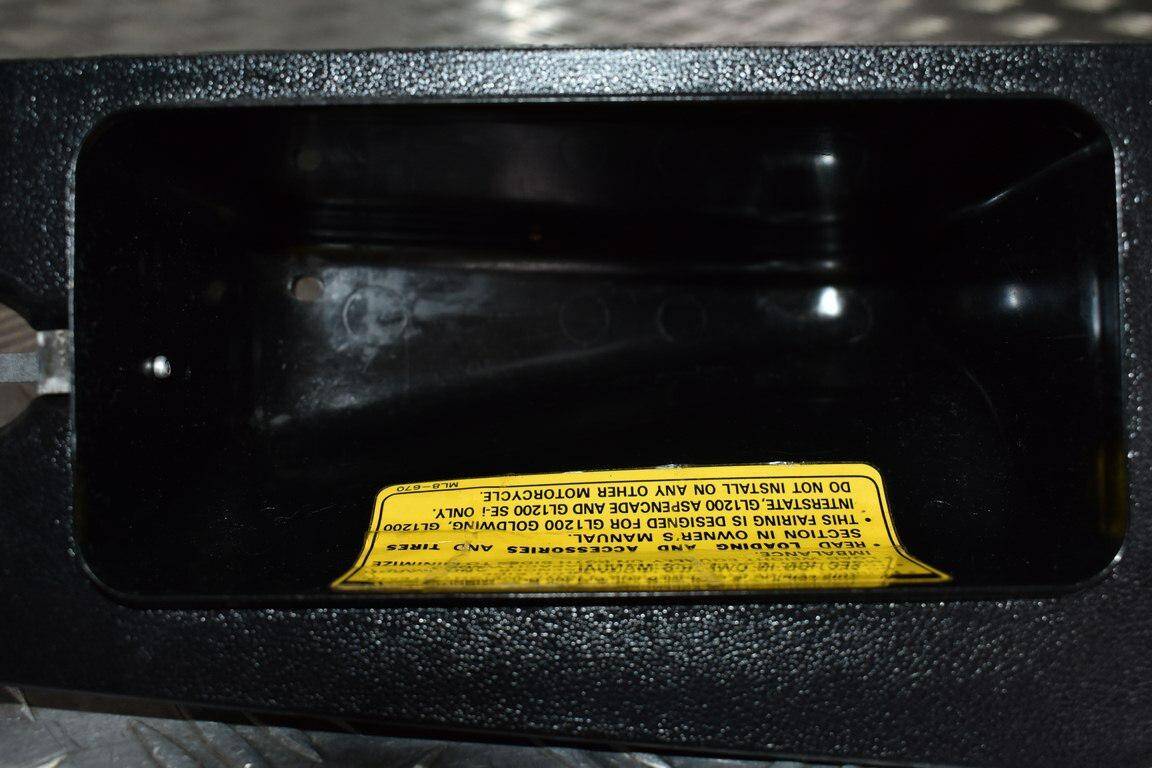 IMBALANCE.
• READ LOADING AND ACCESSORIES AND TIRES
SECTION IN OWNER'S MANUAL.
• THIS FAIRING IS DESIGNED FOR GL1200 GOLDWING, GL1200
INTERSTATE, GL1200 ASPENCADE AND GL1200 SE-i ONLY.
DO NOT INSTALL ON ANY OTHER MOTORCYCLE.
ML8-670